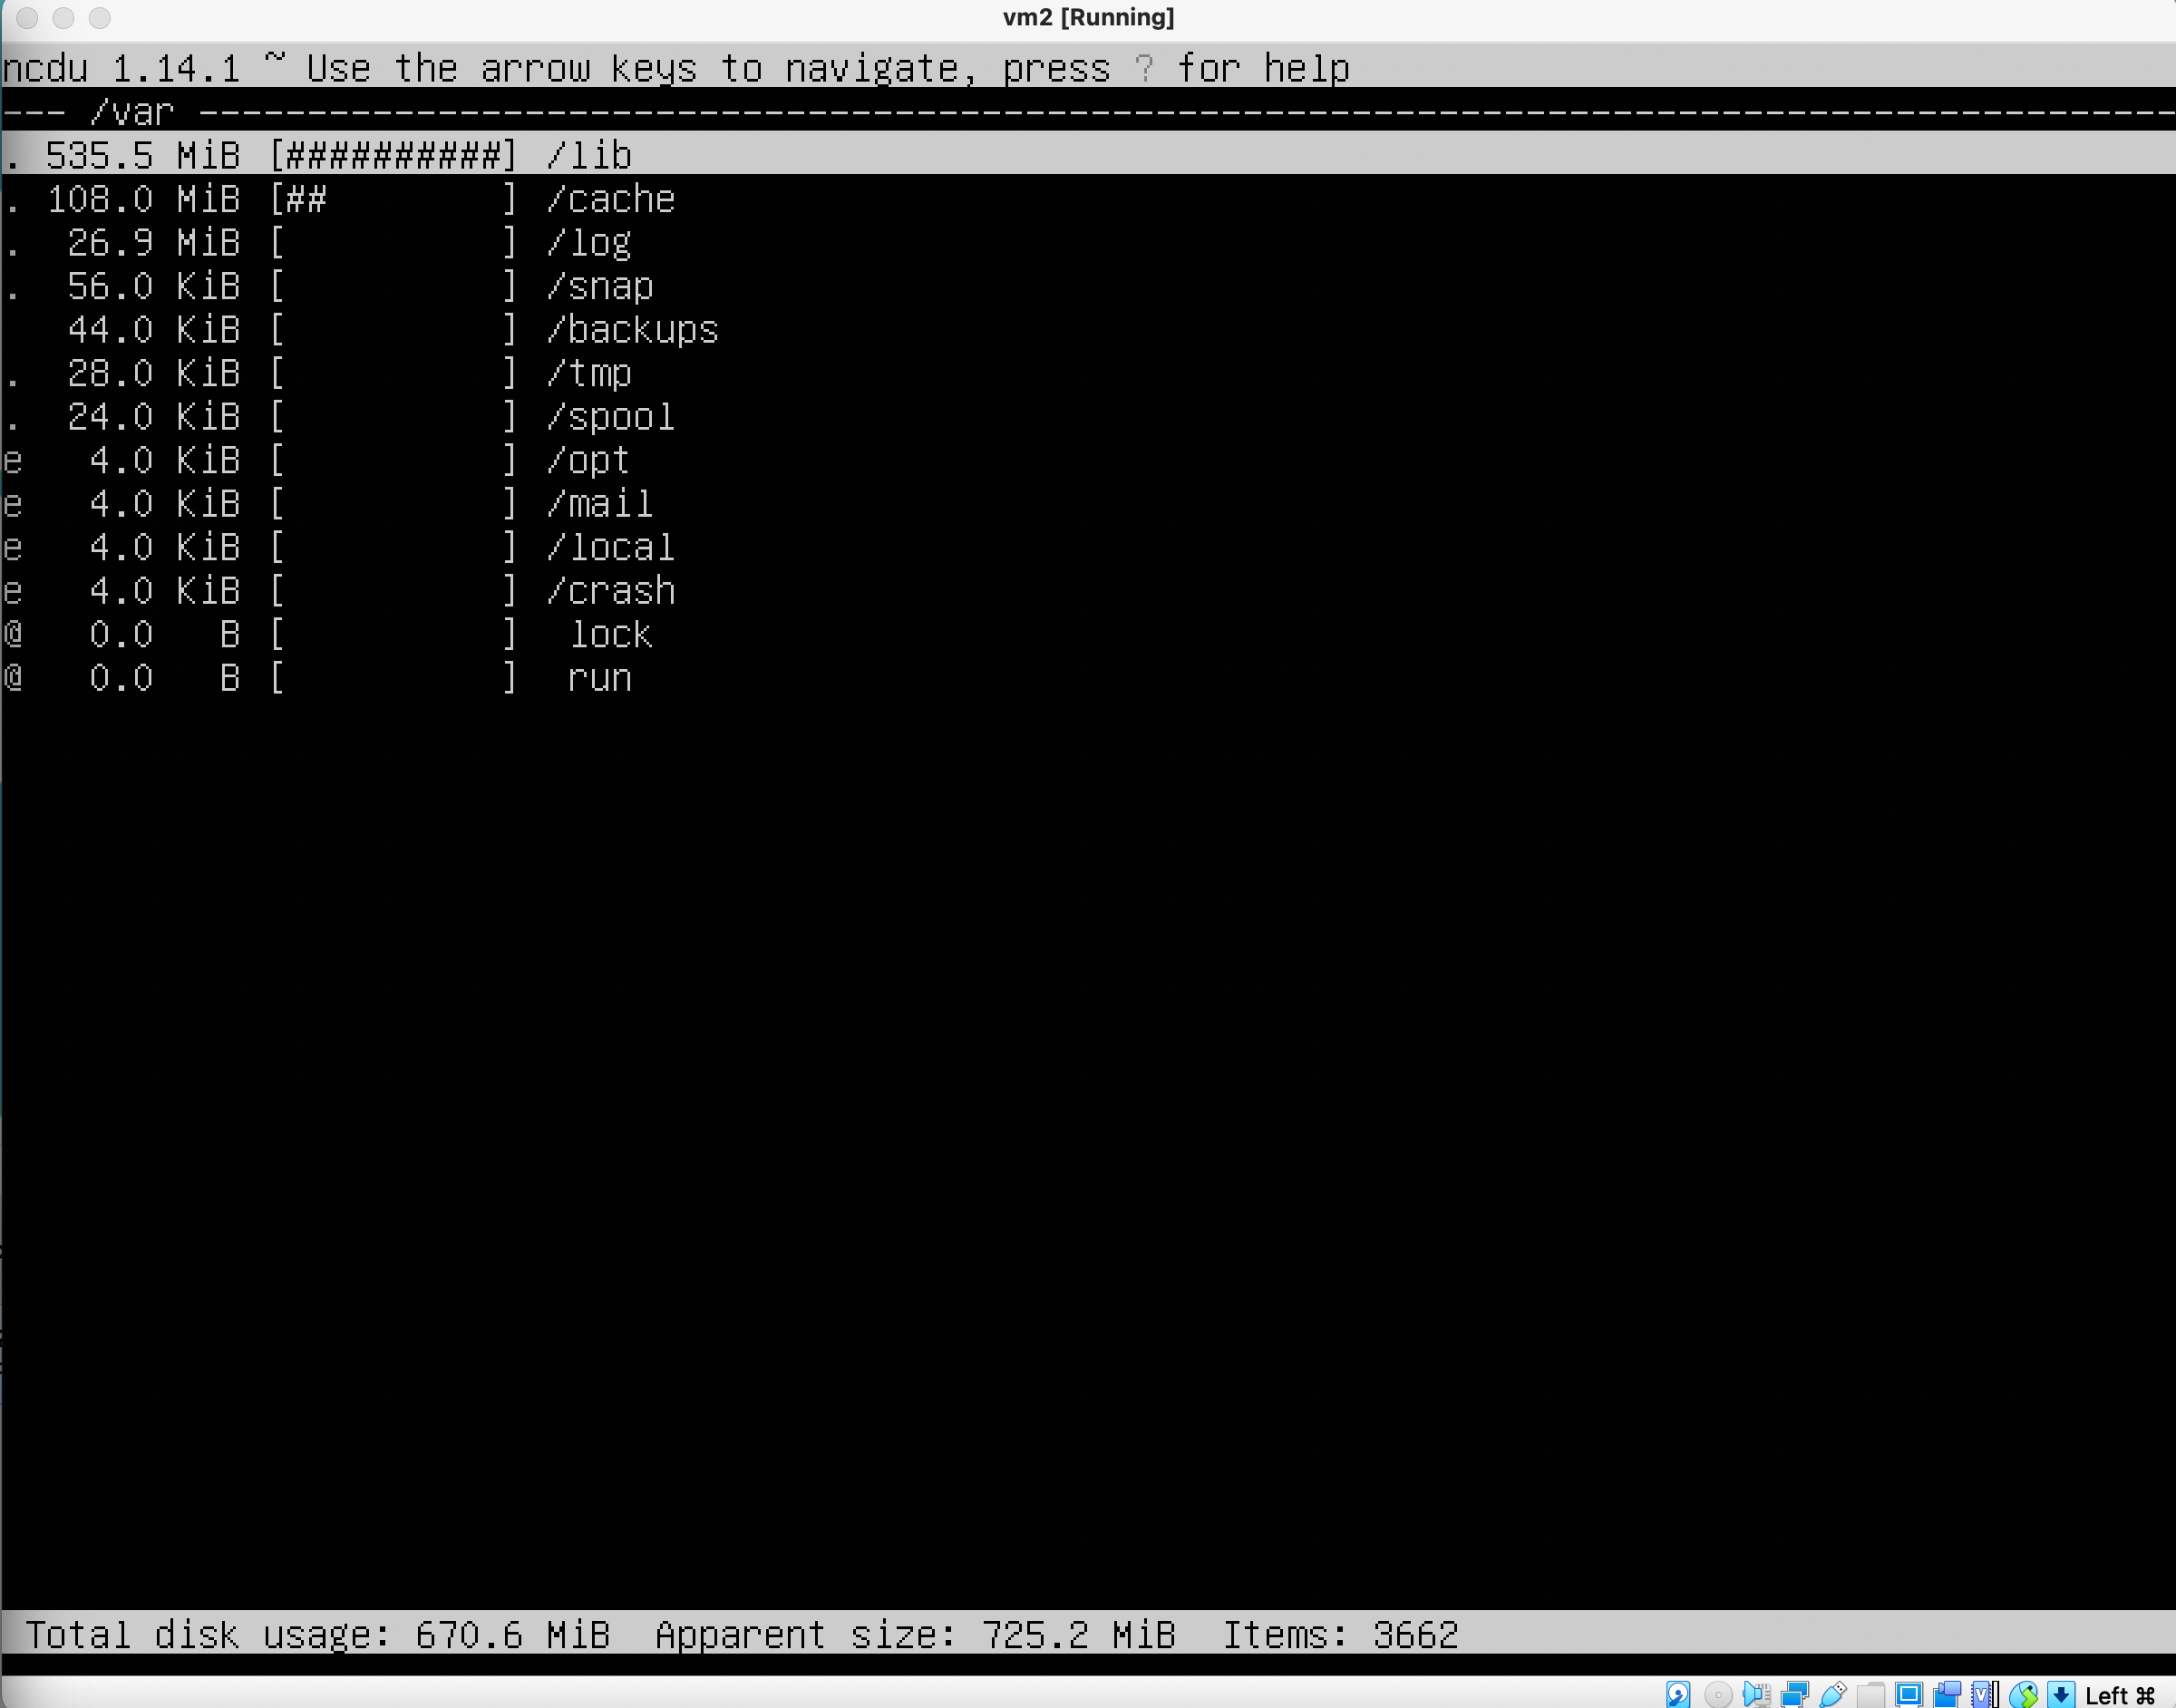 vm2 [Running]
ncdu 1.14.1 ~ Use the arrow keys to navigate, press ? for help
--- /var ----------------------------------------------------------------------------------------------
. 535.5 MiB [##########] /lib
. 108.0 MiB [##        ] /cache
.  26.9 MiB [          ] /log
.  56.0 KiB [          ] /snap
   44.0 KiB [          ] /backups
.  28.0 KiB [          ] /tmp
.  24.0 KiB [          ] /spool
e   4.0 KiB [          ] /opt
e   4.0 KiB [          ] /mail
e   4.0 KiB [          ] /local
e   4.0 KiB [          ] /crash
@   0.0   B [          ]  lock
@   0.0   B [          ]  run
Total disk usage: 670.6 MiB  Apparent size: 725.2 MiB  Items: 3662
Left ⌘